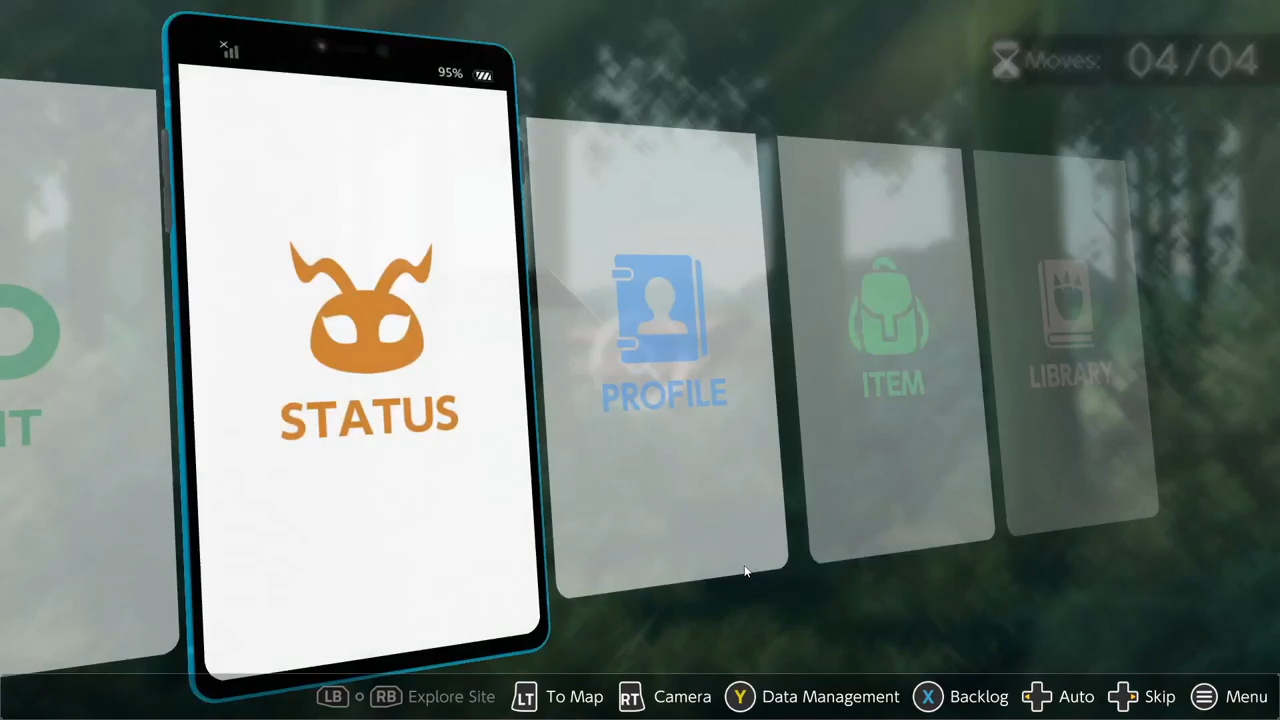 95%
Moves: 04/04
IT
STATUS
PROFILE
ITEM
LIBRARY
LB o RB Explore Site
LT To Map
RT Camera
Y Data Management
X Backlog
Auto
Skip
Menu